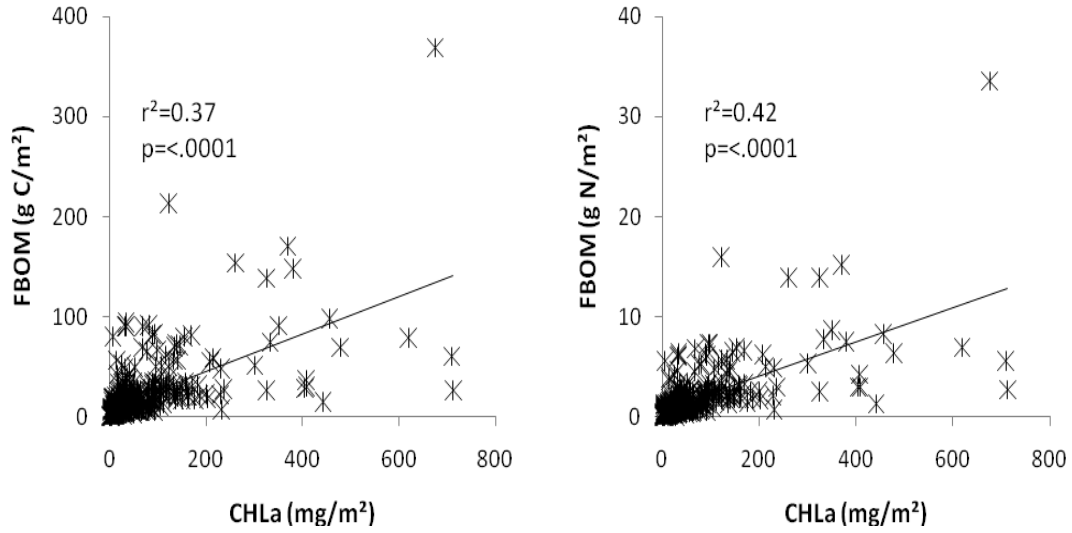 400
300
200
100
0
FBOM (g C/m²)
r²=0.37
p=<.0001
0 200 400 600 800
CHLa (mg/m²)
40
30
20
10
0
FBOM (g N/m²)
r²=0.42
p=<.0001
0 200 400 600 800
CHLa (mg/m²)